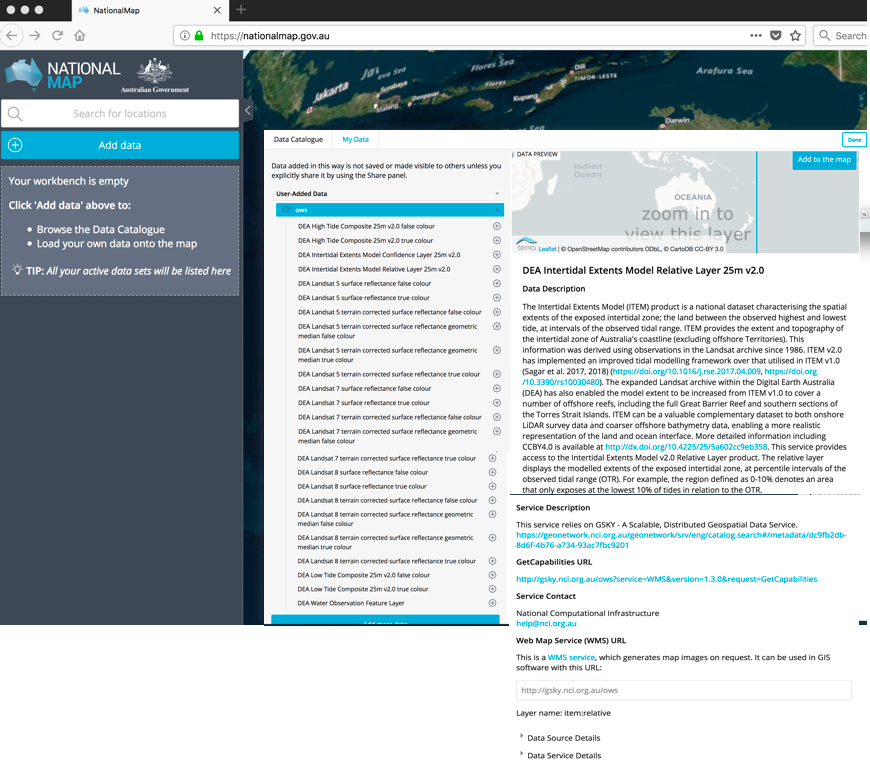 NationalMap
https://nationalmap.gov.au
Search
NATIONAL
MAP
Australian Government
Search for locations
Add data
Your workbench is empty
Click 'Add data' above to:
Browse the Data Catalogue
Load your own data onto the map
TIP: All your active data sets will be listed here
Java Sea
Flores Sea
Jakarta
Surabaya
Malang
Denpasar
Flores
Dili
TIMOR-LESTE
Kupang
Arafura Sea
Darwin
Data Catalogue
My Data
Done
Data added in this way is not saved or made visible to others unless you
explicitly share it by using the Share panel.
User-Added Data
ows
DEA High Tide Composite 25m v2.0 false colour
DEA High Tide Composite 25m v2.0 true colour
DEA Intertidal Extents Model Confidence Layer 25m v2.0
DEA Intertidal Extents Model Relative Layer 25m v2.0
DEA Landsat 5 surface reflectance false colour
DEA Landsat 5 surface reflectance true colour
DEA Landsat 5 terrain corrected surface reflectance false colour
DEA Landsat 5 terrain corrected surface reflectance geometric
median false colour
DEA Landsat 5 terrain corrected surface reflectance geometric
median true colour
DEA Landsat 5 terrain corrected surface reflectance true colour
DEA Landsat 7 surface reflectance false colour
DEA Landsat 7 surface reflectance true colour
DEA Landsat 7 terrain corrected surface reflectance false colour
DEA Landsat 7 terrain corrected surface reflectance geometric
median false colour
DEA Landsat 7 terrain corrected surface reflectance true colour
DEA Landsat 8 surface reflectance false colour
DEA Landsat 8 surface reflectance true colour
DEA Landsat 8 terrain corrected surface reflectance false colour
DEA Landsat 8 terrain corrected surface reflectance geometric
median false colour
DEA Landsat 8 terrain corrected surface reflectance geometric
median true colour
DEA Landsat 8 terrain corrected surface reflectance true colour
DEA Low Tide Composite 25m v2.0 false colour
DEA Low Tide Composite 25m v2.0 true colour
DEA Water Observation Feature Layer
Add more data
DATA PREVIEW
Add to the map
Indian
Ocean
OCEANIA
zoom in to
view this layer
terria Leaflet | © OpenStreetMap contributors ODbL, © CartoDB CC-BY 3.0
DEA Intertidal Extents Model Relative Layer 25m v2.0
Data Description
The Intertidal Extents Model (ITEM) product is a national dataset characterising the spatial
extents of the exposed intertidal zone; the land between the observed highest and lowest
tide, at intervals of the observed tidal range. ITEM provides the extent and topography of
the intertidal zone of Australia's coastline (excluding offshore Territories). This
information was derived using observations in the Landsat archive since 1986. ITEM v2.0
has implemented an improved tidal modelling framework over that utilised in ITEM v1.0
(Sagar et al. 2017, 2018) (https://doi.org/10.1016/j.rse.2017.04.009, https://doi.org
/10.3390/rs10030480). The expanded Landsat archive within the Digital Earth Australia
(DEA) has also enabled the model extent to be increased from ITEM v1.0 to cover a
number of offshore reefs, including the full Great Barrier Reef and southern sections of
the Torres Strait Islands. ITEM can be a valuable complementary dataset to both onshore
LiDAR survey data and coarser offshore bathymetry data, enabling a more realistic
representation of the land and ocean interface. More detailed information including
CCBY4.0 is available at http://dx.doi.org/10.4225/25/5a602cc9eb358. This service provides
access to the Intertidal Extents Model v2.0 Relative Layer product. The relative layer
displays the modelled extents of the exposed intertidal zone, at percentile intervals of the
observed tidal range (OTR). For example, the region defined as 0-10% denotes an area
that only exposes at the lowest 10% of tides in relation to the OTR.
Service Description
This service relies on GSKY - A Scalable, Distributed Geospatial Data Service.
https://geonetwork.nci.org.au/geonetwork/srv/eng/catalog.search#/metadata/dc9fb2db-
8d6f-4b76-a734-93ac7fbc9201
GetCapabilities URL
http://gsky.nci.org.au/ows?service=WMS&version=1.3.0&request=GetCapabilities
Service Contact
National Computational Infrastructure
help@nci.org.au
Web Map Service (WMS) URL
This is a WMS service, which generates map images on request. It can be used in GIS
software with this URL:
http://gsky.nci.org.au/ows
Layer name: item:relative
Data Source Details
Data Service Details